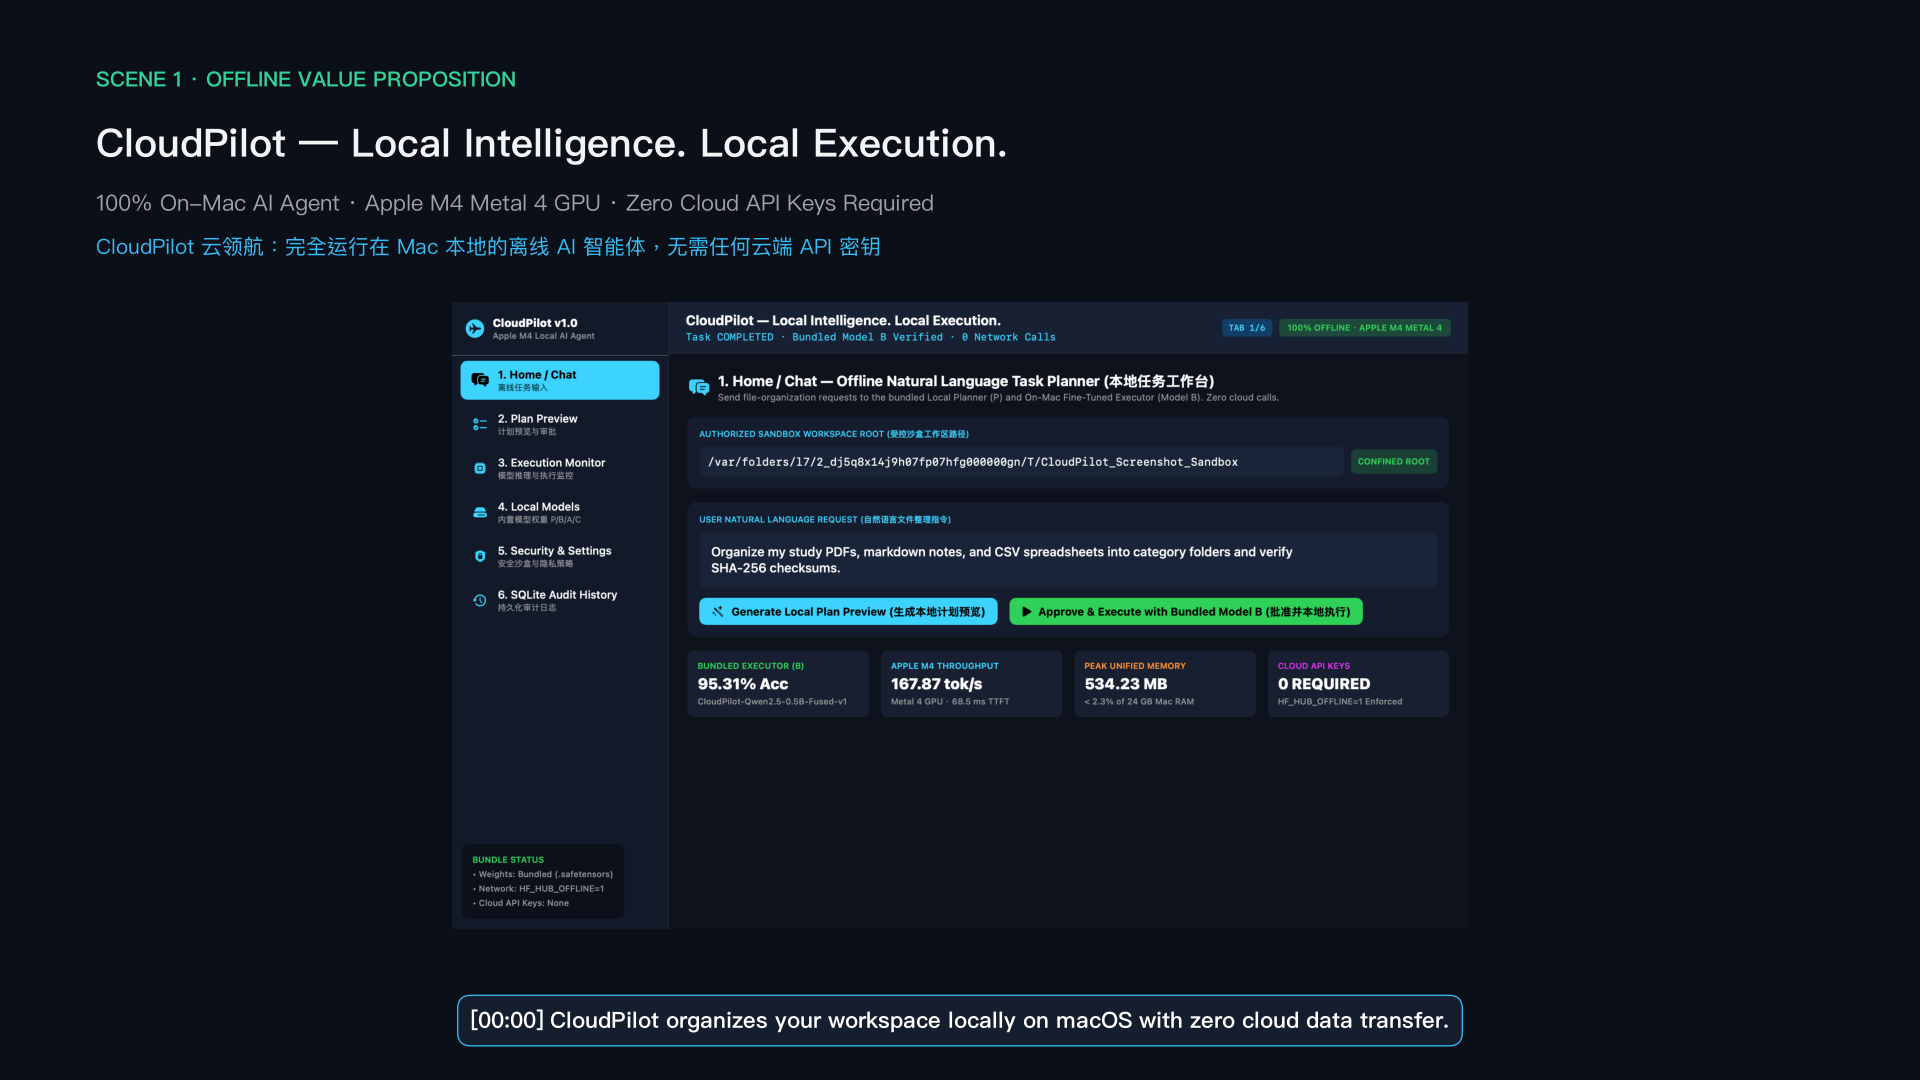 SCENE 1 · OFFLINE VALUE PROPOSITION
CloudPilot — Local Intelligence. Local Execution.
100% On-Mac AI Agent · Apple M4 Metal 4 GPU · Zero Cloud API Keys Required
CloudPilot 云领航：完全运行在 Mac 本地的离线 AI 智能体，无需任何云端 API 密钥
CloudPilot v1.0
Apple M4 Local AI Agent
1. Home / Chat
离线任务输入
2. Plan Preview
计划预览与审批
3. Execution Monitor
模型推理与执行监控
4. Local Models
内置模型权重 P/B/A/C
5. Security & Settings
安全沙盒与隐私策略
6. SQLite Audit History
持久化审计日志
BUNDLE STATUS
• Weights: Bundled (.safetensors)
• Network: HF_HUB_OFFLINE=1
• Cloud API Keys: None
CloudPilot — Local Intelligence. Local Execution.
Task COMPLETED · Bundled Model B Verified · 0 Network Calls
TAB 1/6
100% OFFLINE · APPLE M4 METAL 4
1. Home / Chat — Offline Natural Language Task Planner (本地任务工作台)
Send file-organization requests to the bundled Local Planner (P) and On-Mac Fine-Tuned Executor (Model B). Zero cloud calls.
AUTHORIZED SANDBOX WORKSPACE ROOT (受控沙盒工作区路径)
/var/folders/l7/2_dj5q8x14j9h07fp07hfg000000gn/T/CloudPilot_Screenshot_Sandbox
CONFINED ROOT
USER NATURAL LANGUAGE REQUEST (自然语言文件整理指令)
Organize my study PDFs, markdown notes, and CSV spreadsheets into category folders and verify
SHA-256 checksums.
Generate Local Plan Preview (生成本地计划预览)
Approve & Execute with Bundled Model B (批准并本地执行)
BUNDLED EXECUTOR (B)
95.31% Acc
CloudPilot-Qwen2.5-0.5B-Fused-v1
APPLE M4 THROUGHPUT
167.87 tok/s
Metal 4 GPU · 68.5 ms TTFT
PEAK UNIFIED MEMORY
534.23 MB
< 2.3% of 24 GB Mac RAM
CLOUD API KEYS
0 REQUIRED
HF_HUB_OFFLINE=1 Enforced
[00:00] CloudPilot organizes your workspace locally on macOS with zero cloud data transfer.